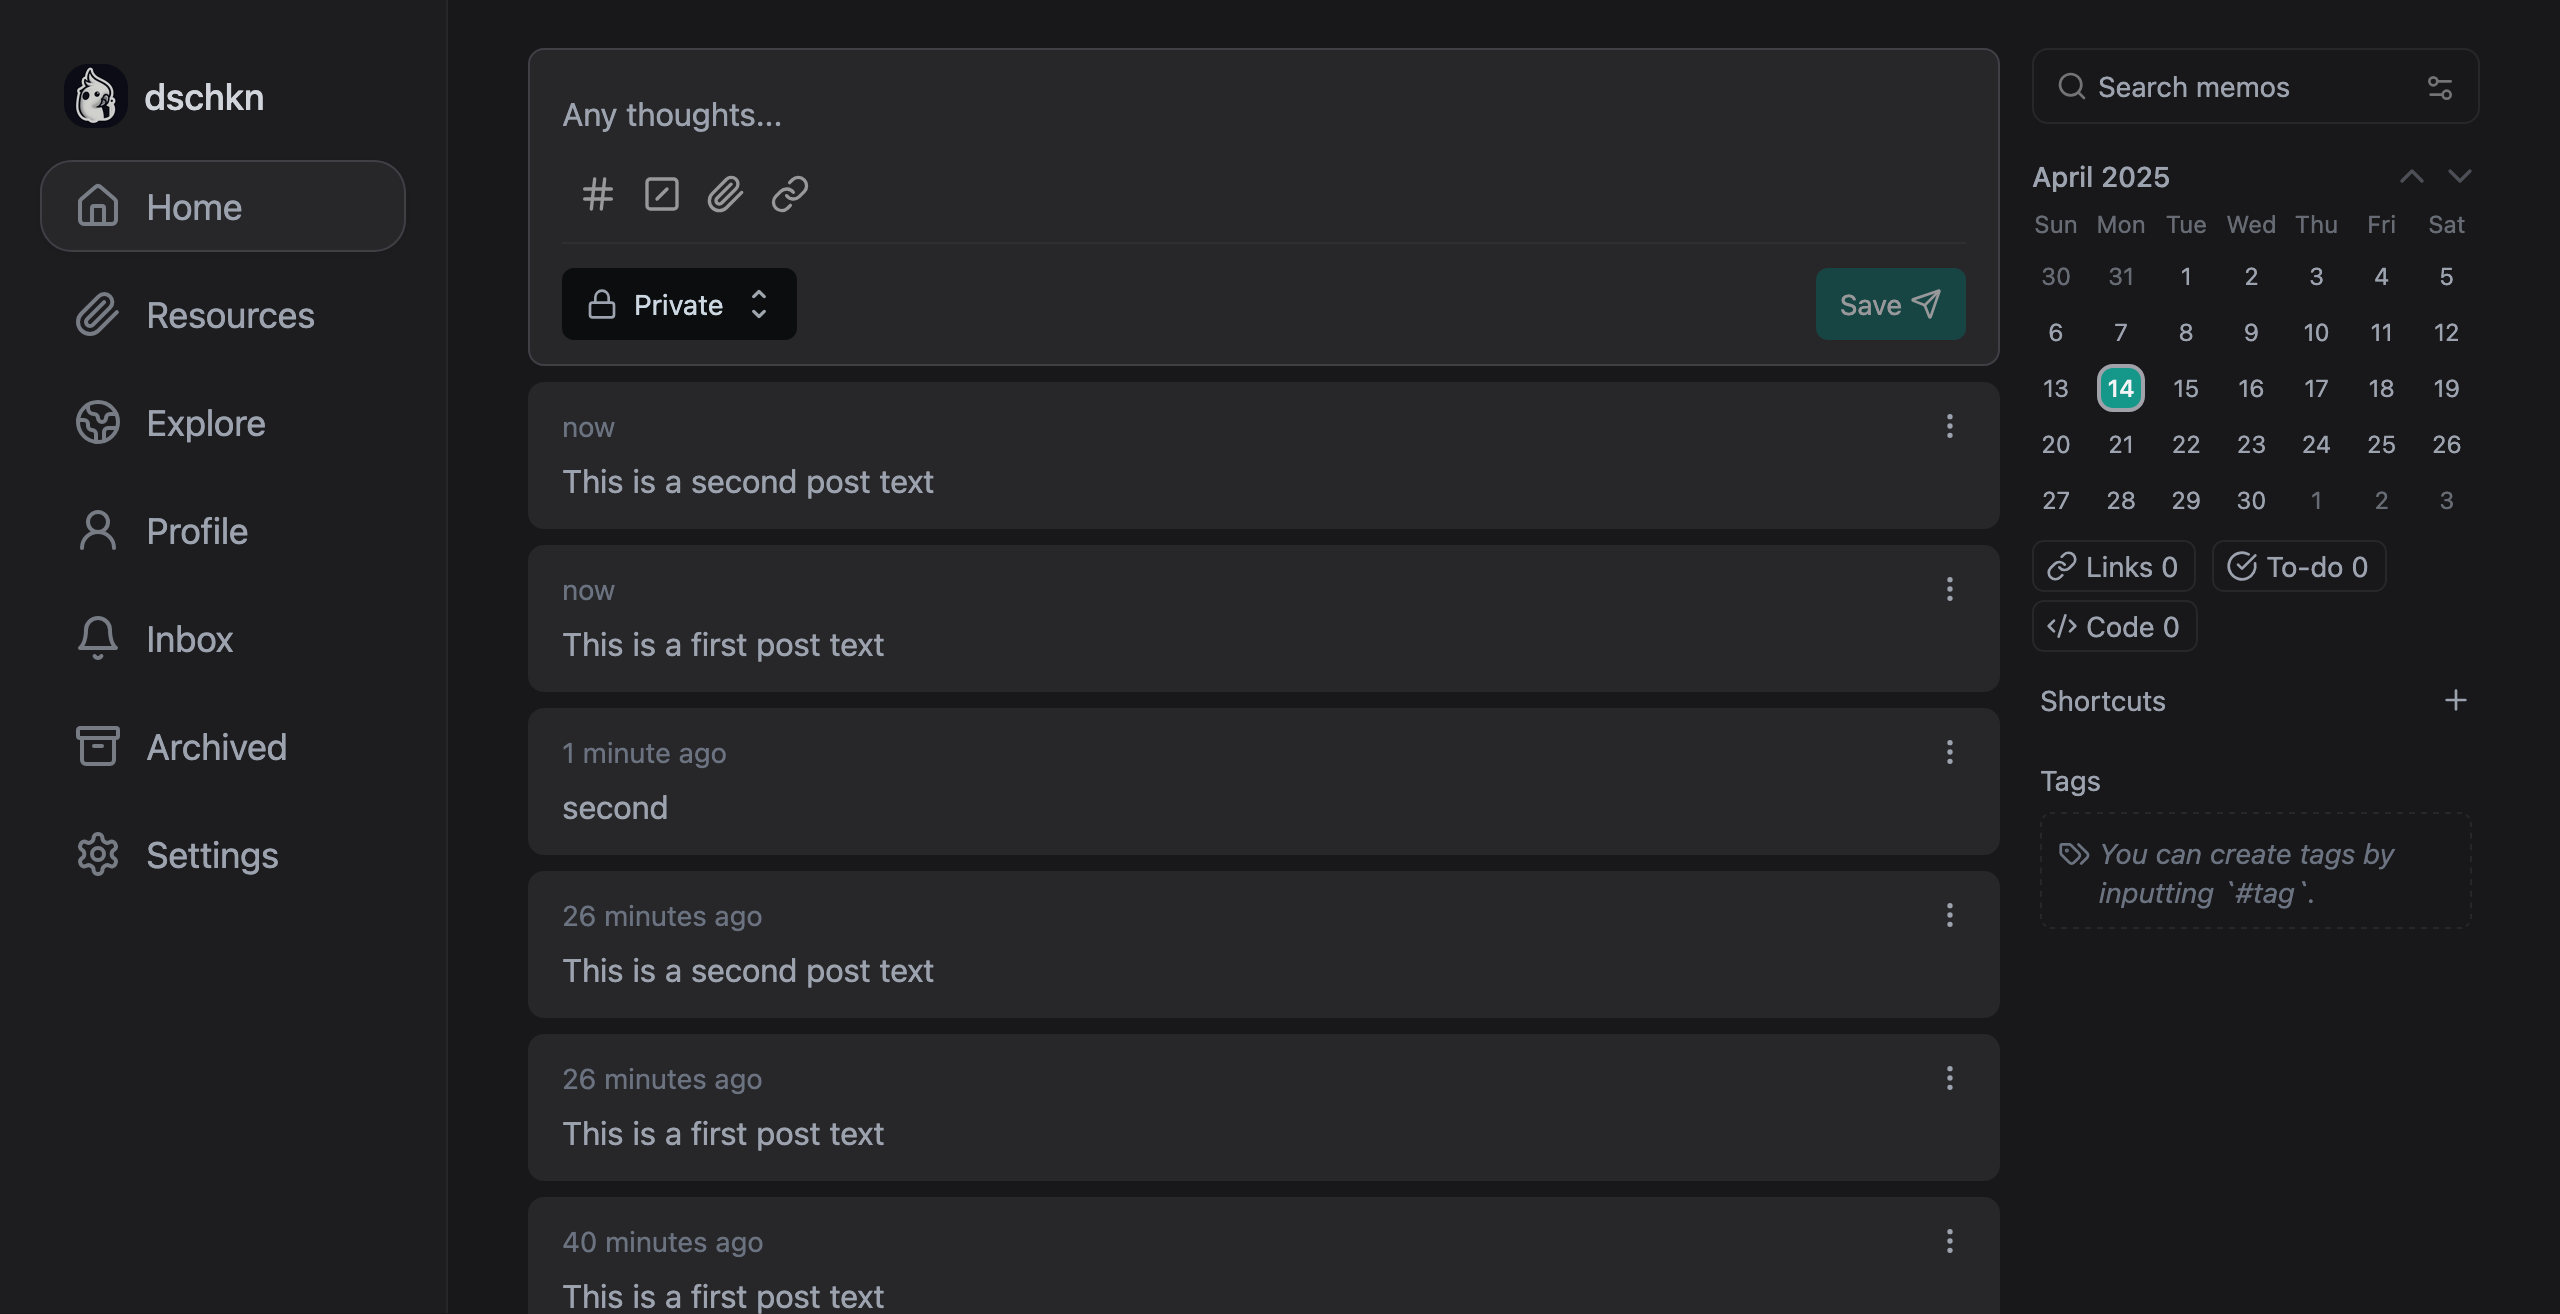 dschkn
Home
Resources
Explore
Profile
Inbox
Archived
Settings
Any thoughts...
Private
Save
now
This is a second post text
now
This is a first post text
1 minute ago
second
26 minutes ago
This is a second post text
26 minutes ago
This is a first post text
40 minutes ago
This is a first post text
Search memos
April 2025
Sun Mon Tue Wed Thu Fri Sat
30 31 1 2 3 4 5
6 7 8 9 10 11 12
13 14 15 16 17 18 19
20 21 22 23 24 25 26
27 28 29 30 1 2 3
Links 0 To-do 0
Code 0
Shortcuts
Tags
You can create tags by
inputting `#tag`.